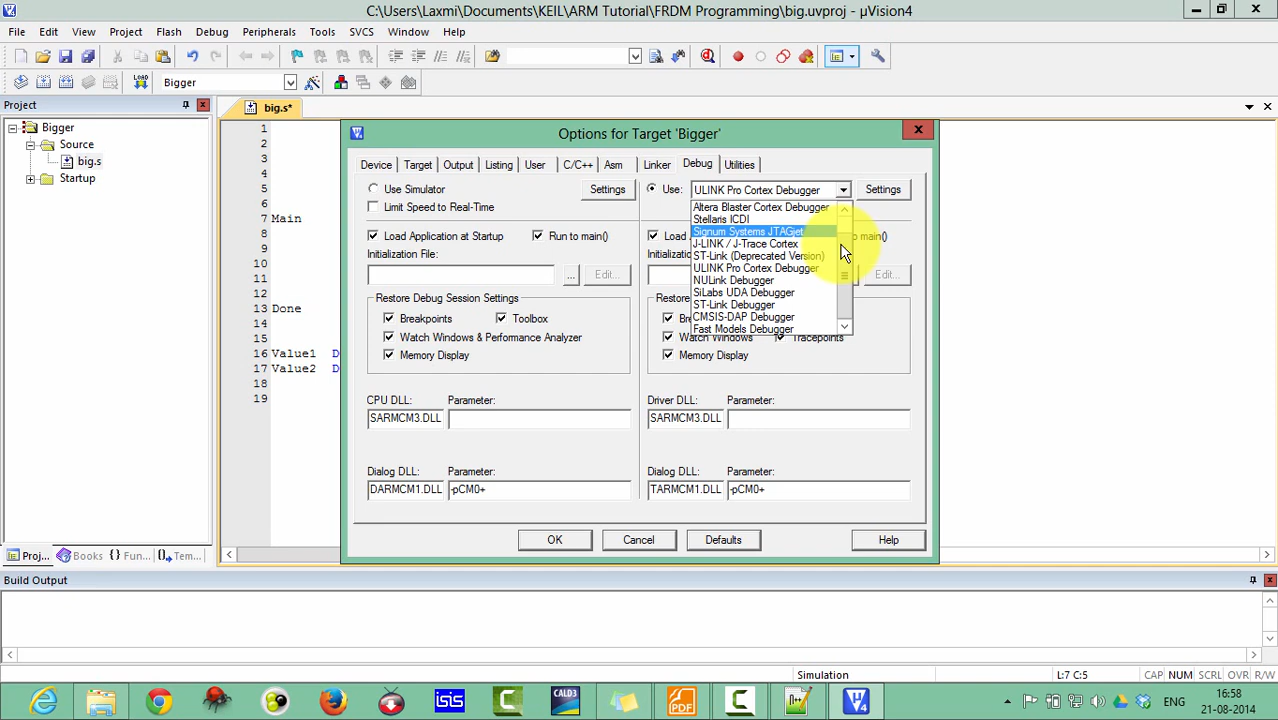 C:\Users\Laxmi\Documents\KEIL\ARM Tutorial\FRDM Programming\big.uvproj - µVision4
File Edit View Project Flash Debug Peripherals Tools SVCS Window Help
LOAD Bigger
Project
big.s*
Bigger
Source
big.s
Startup
1
2
3
4
5
6
7 Main
8
9
10
11
12
13 Done
14
15
16 Value1 D
17 Value2 D
18
19
Options for Target 'Bigger'
Device Target Output Listing User C/C++ Asm Linker Debug Utilities
Use Simulator Settings Use: ULINK Pro Cortex Debugger Settings
Limit Speed to Real-Time
Altera Blaster Cortex Debugger
Stellaris ICDI
Signum Systems JTAGjet
J-LINK / J-Trace Cortex
ST-Link (Deprecated Version)
ULINK Pro Cortex Debugger
NULink Debugger
SiLabs UDA Debugger
ST-Link Debugger
CMSIS-DAP Debugger
Fast Models Debugger
Load Application at Startup Run to main() main()
Initialization File:
... Edit... Edit...
Restore Debug Session Settings
Breakpoints Toolbox
Watch Windows & Performance Analyzer Watch Windows Tracepoints
Memory Display Memory Display
CPU DLL: Parameter: Driver DLL: Parameter:
SARMCM3.DLL SARMCM3.DLL
Dialog DLL: Parameter: Dialog DLL: Parameter:
DARMCM1.DLL -pCM0+ TARMCM1.DLL -pCM0+
OK Cancel Defaults Help
Proj... Books {} Fun... Tem...
Build Output
Simulation L:7 C:5 CAP NUM SCRL OVR R/W
isis CALD3 PDF ENG 16:58
21-08-2014